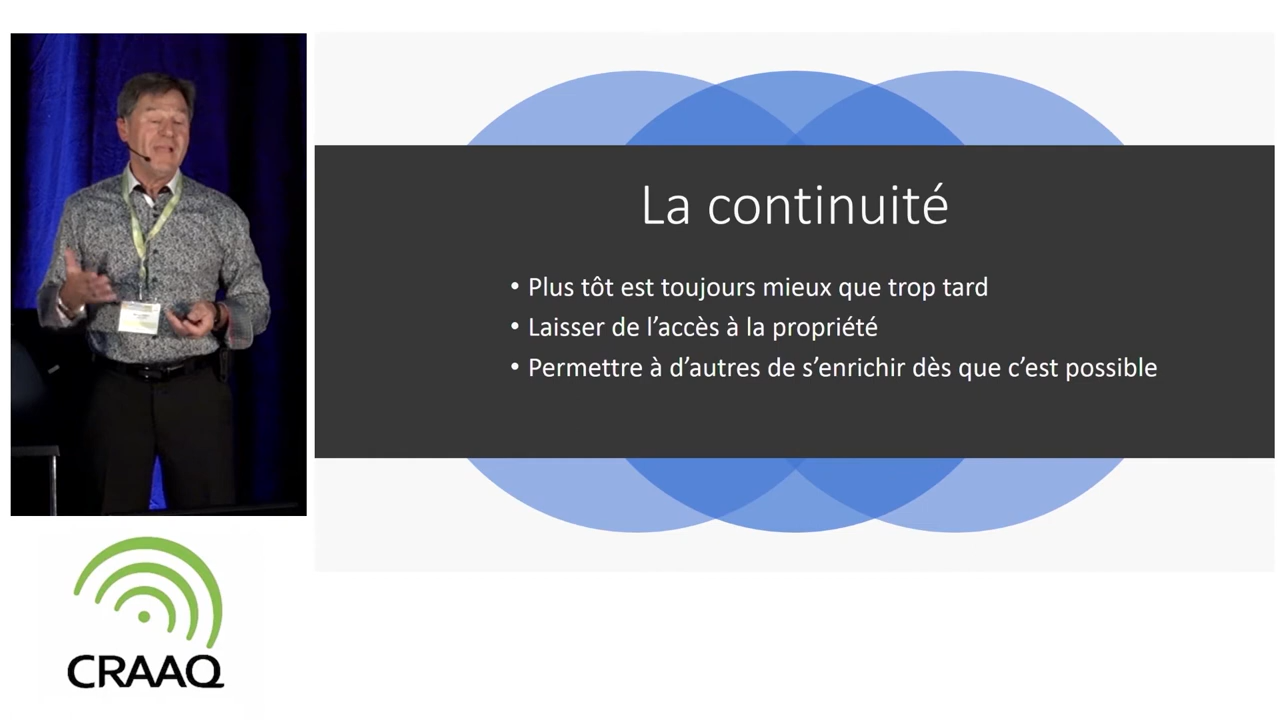 La continuité
• Plus tôt est toujours mieux que trop tard
• Laisser de l’accès à la propriété
• Permettre à d’autres de s’enrichir dès que c’est possible
CRAAQ